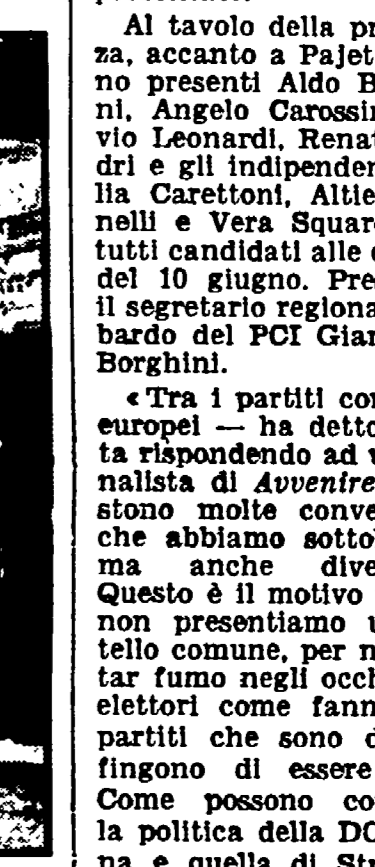 Al tavolo della pr
za, accanto a Pajet
no presenti Aldo B
ni, Angelo Carossin
vio Leonardi, Renat
dri e gli indipenden
lia Carettoni, Altie
nelli e Vera Squar
tutti candidati alle e
del 10 giugno. Pre
il segretario regiona
bardo del PCI Gian
Borghini.
« Tra i partiti com
europei — ha detto
ta rispondendo ad u
nalista di Avvenire
stono molte conve
che abbiamo sotto
ma anche dive
Questo è il motivo
non presentiamo u
tello comune, per n
tar fumo negli occh
elettori come fann
partiti che sono d
fingono di essere
Come possono co
la politica della DC
na e quella di Str